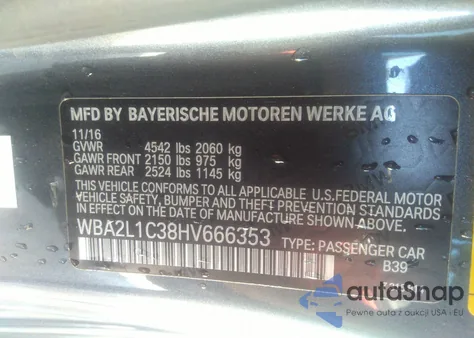 MFD BY BAYERISCHE MOTOREN WERKE AG
11/16
GVWR 4542 lbs 2060 kg
GAWR FRONT 2150 lbs 975 kg
GAWR REAR 2524 lbs 1145 kg
THIS VEHICLE CONFORMS TO ALL APPLICABLE U.S.FEDERAL MOTOR
VEHICLE SAFETY, BUMPER, AND THEFT PREVENTION STANDARDS
IN EFFECT ON THE DATE OF MANUFACTURE SHOWN ABOVE.
WBA2L1C38HV666353 TYPE: PASSENGER CAR
B39
autoSnap
Pewne auta z USA i EU